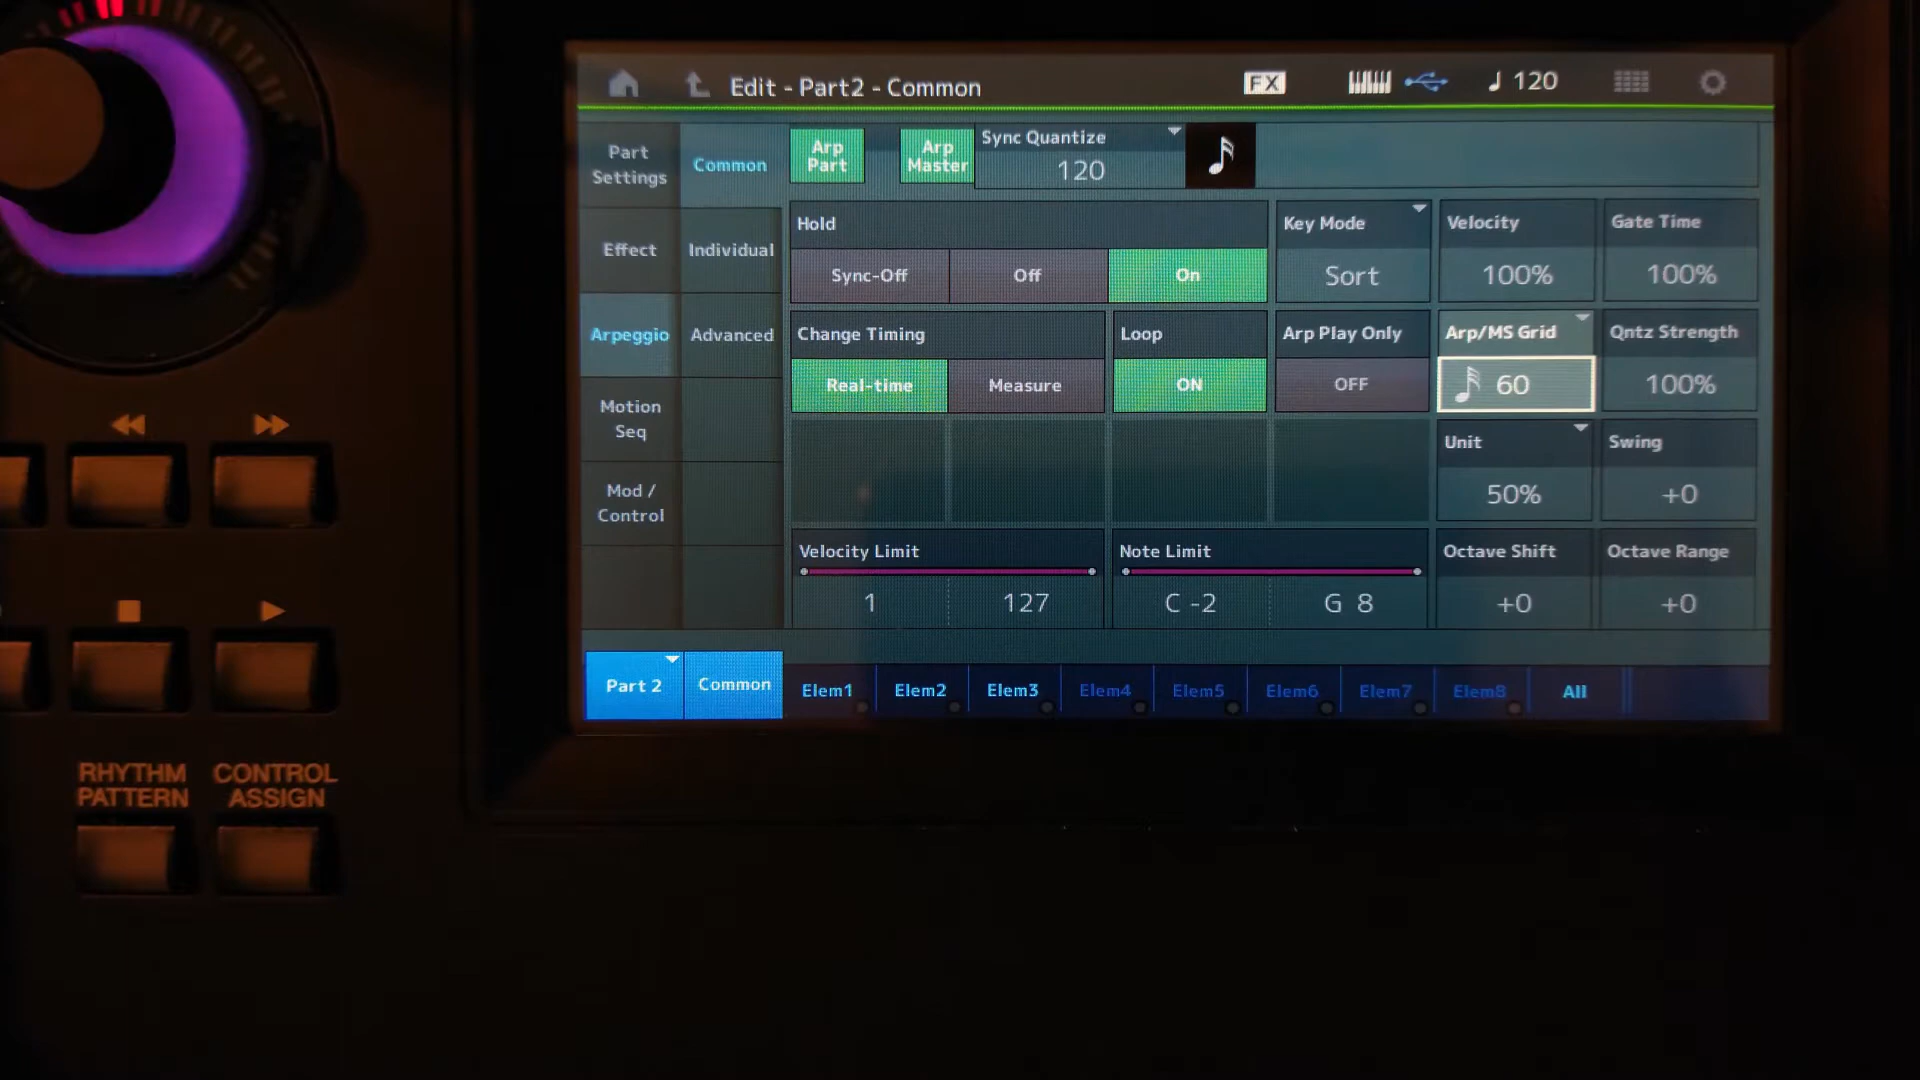 Edit - Part2 - Common
FX
120
Part
Settings
Common
Arp
Part
Arp
Master
Sync Quantize
120
Effect
Individual
Hold
Sync-Off
Off
On
Key Mode
Sort
Velocity
100%
Gate Time
100%
Arpeggio
Advanced
Change Timing
Real-time
Measure
Loop
ON
Arp Play Only
OFF
Arp/MS Grid
60
Qntz Strength
100%
Motion
Seq
Unit
50%
Swing
+0
Mod /
Control
Velocity Limit
1
127
Note Limit
C -2
G 8
Octave Shift
+0
Octave Range
+0
Part 2
Common
Elem1
Elem2
Elem3
Elem4
Elem5
Elem6
Elem7
Elem8
All
RHYTHM
PATTERN
CONTROL
ASSIGN